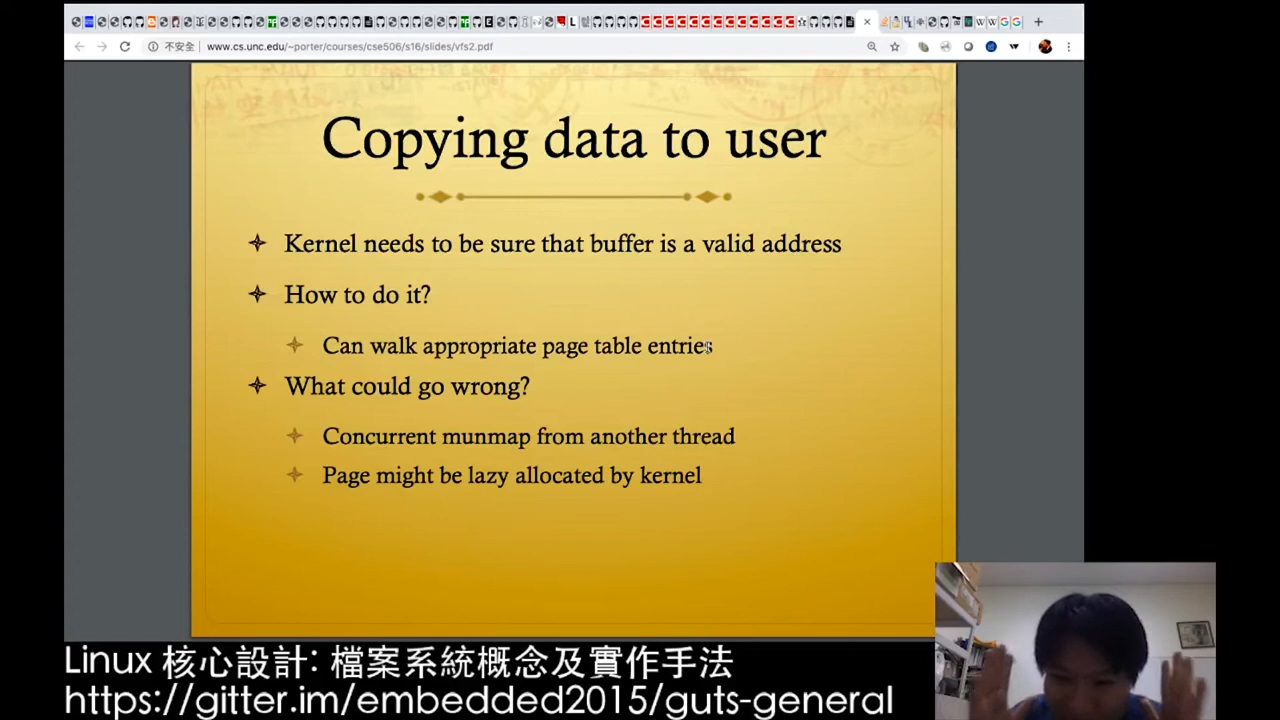 不安全
www.cs.unc.edu/~porter/courses/cse506/s16/slides/vfs2.pdf
Copying data to user
Kernel needs to be sure that buffer is a valid address
How to do it?
Can walk appropriate page table entries
What could go wrong?
Concurrent munmap from another thread
Page might be lazy allocated by kernel
Linux 核心設計: 檔案系統概念及實作手法
https://gitter.im/embedded2015/guts-general